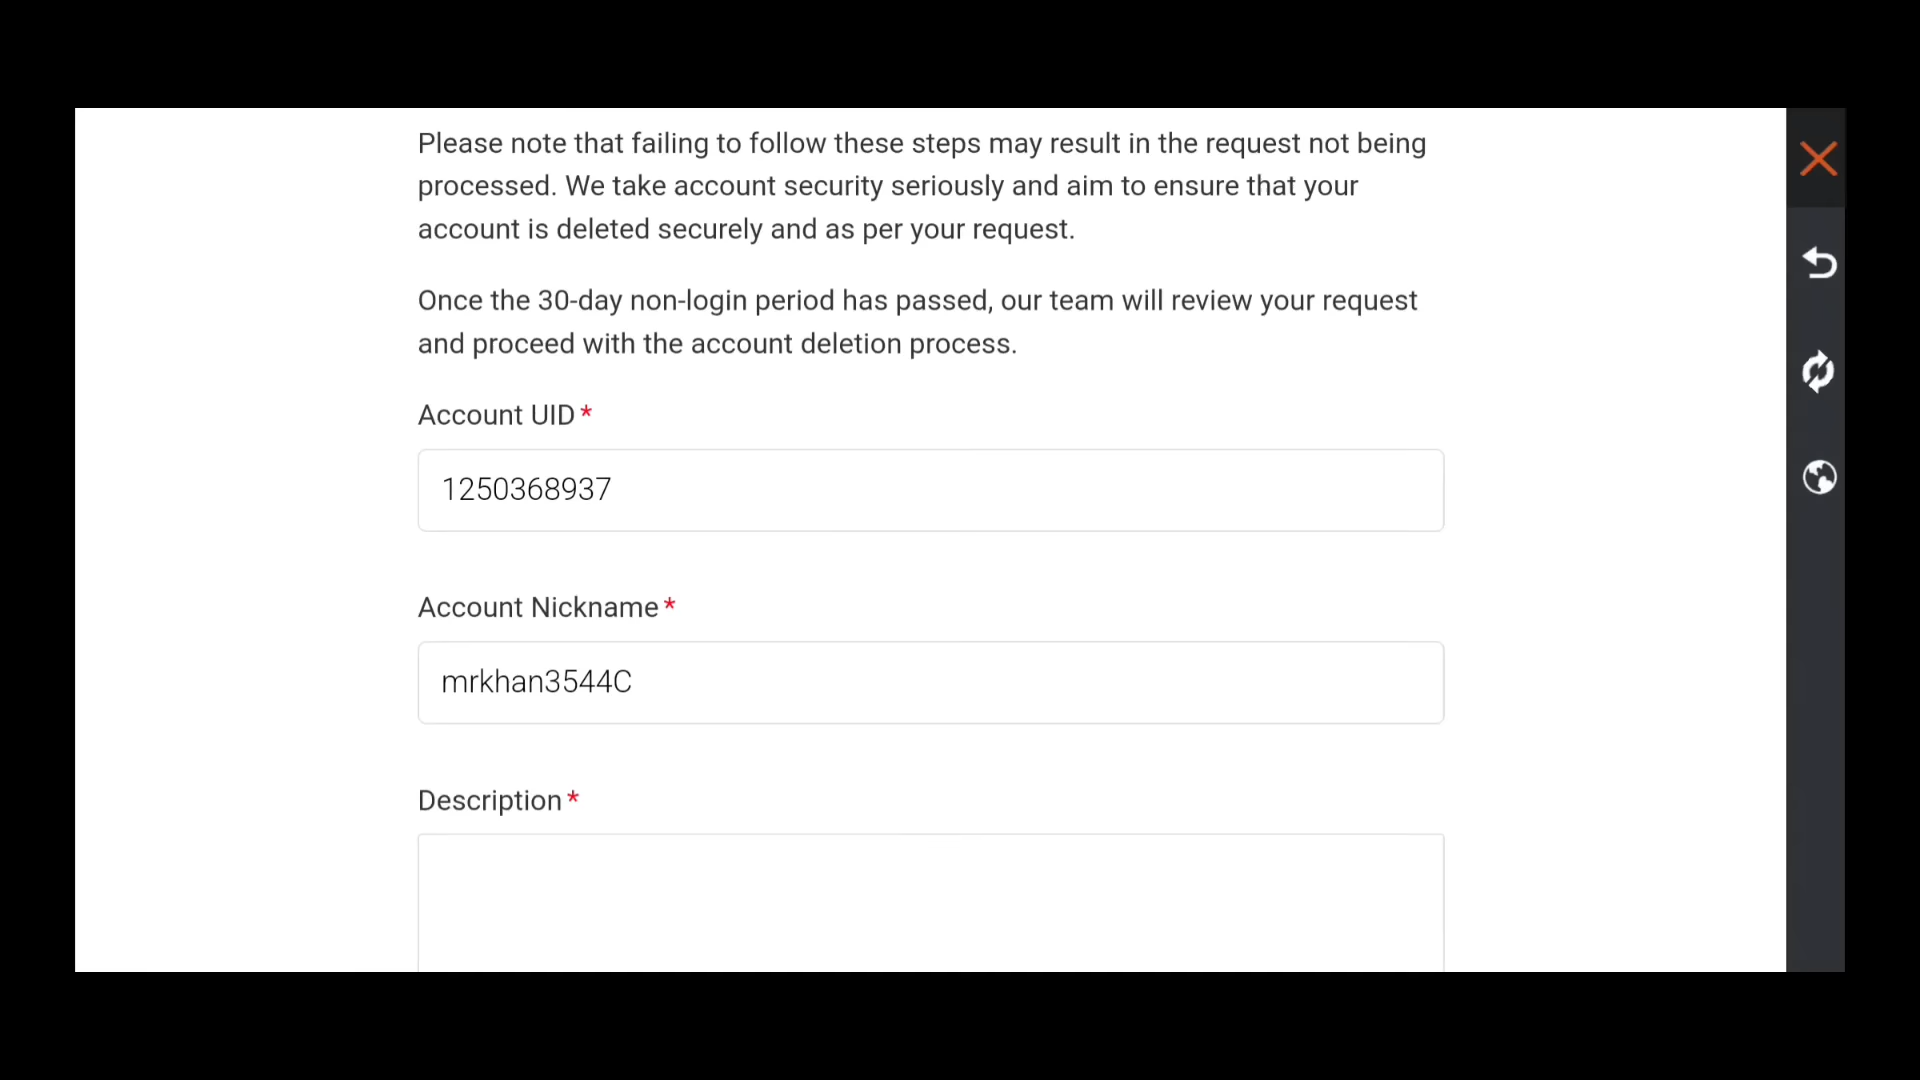 Please note that failing to follow these steps may result in the request not being
processed. We take account security seriously and aim to ensure that your
account is deleted securely and as per your request.
Once the 30-day non-login period has passed, our team will review your request
and proceed with the account deletion process.
Account UID*
1250368937
Account Nickname*
mrkhan3544C
Description*